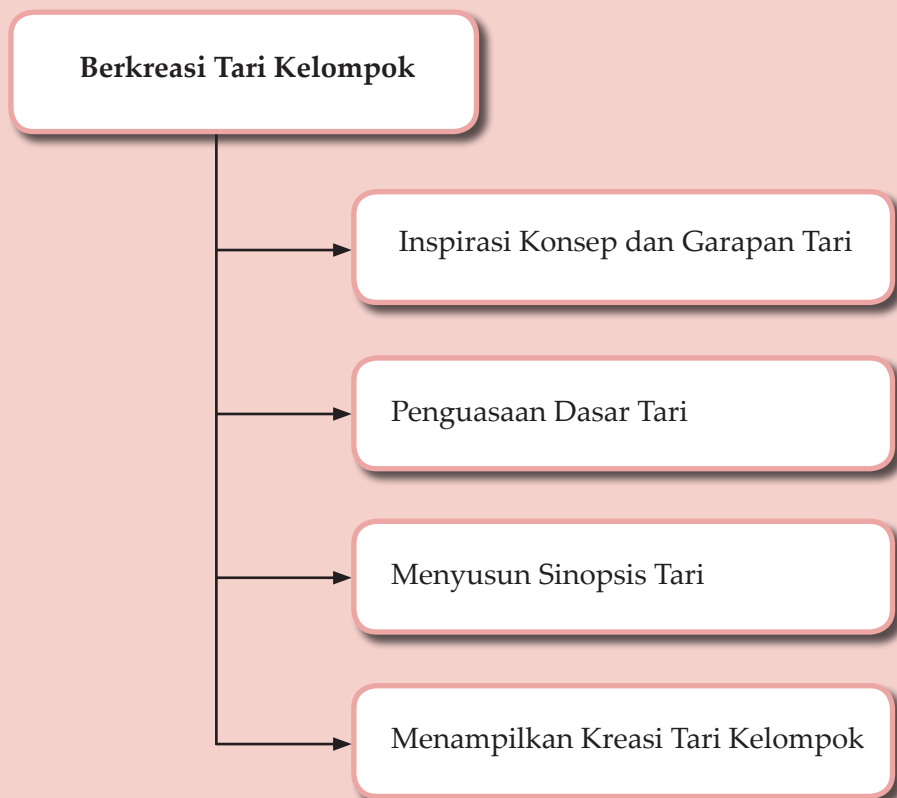 Berkreasi Tari Kelompok
Inspirasi Konsep dan Garapan Tari
Penguasaan Dasar Tari
Menyusun Sinopsis Tari
Menampilkan Kreasi Tari Kelompok